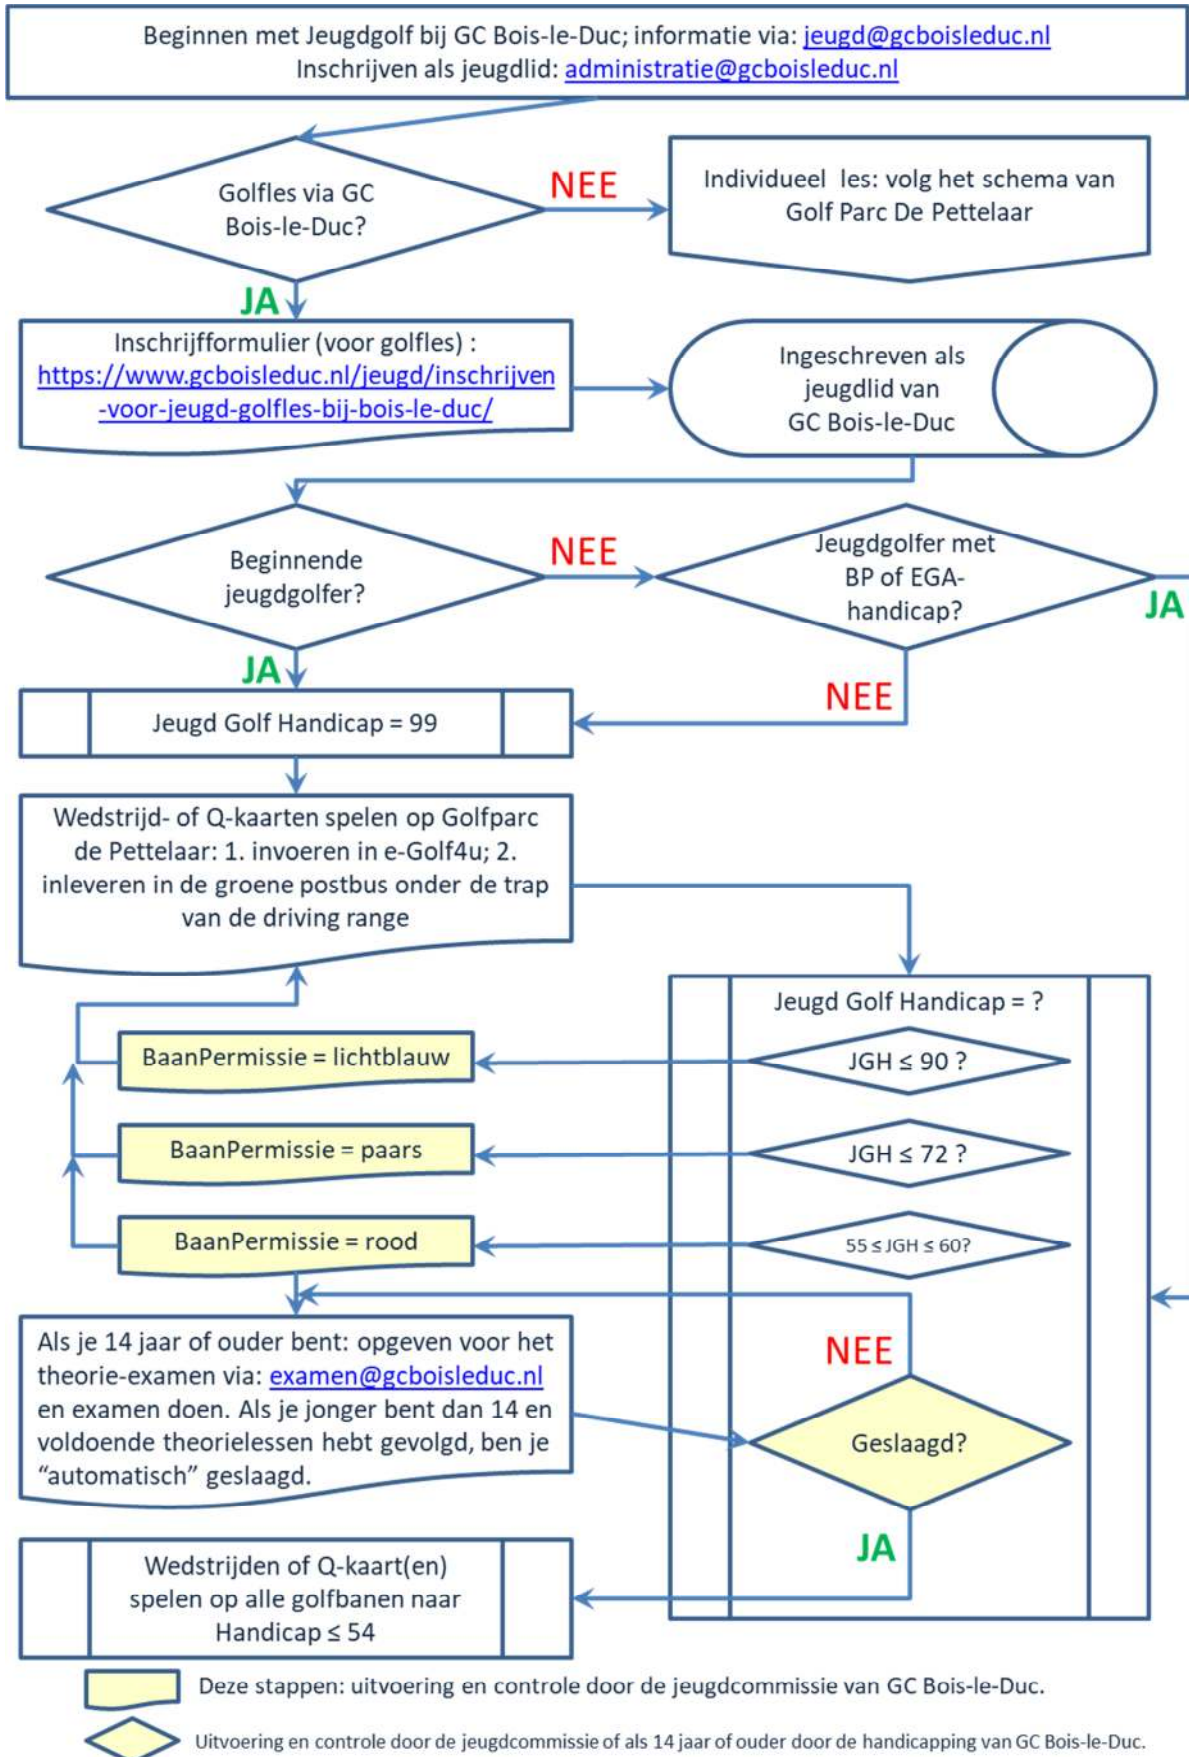 Beginnen met Jeugdgolf bij GC Bois-le-Duc; informatie via: jeugd@gcboisleduc.nl
Inschrijven als jeugdlid: administratie@gcboisleduc.nl
Golfles via GC
Bois-le-Duc?
NEE
Individueel les: volg het schema van
Golf Parc De Pettelaar
JA
Inschrijfformulier (voor golfles) :
https://www.gcboisleduc.nl/jeugd/inschrijven
-voor-jeugd-golfles-bij-bois-le-duc/
Ingeschreven als
jeugdlid van
GC Bois-le-Duc
Beginnende
jeugdgolfer?
NEE
Jeugdgolfer met
BP of EGA-
handicap?
JA
JA
NEE
Jeugd Golf Handicap = 99
Wedstrijd- of Q-kaarten spelen op Golfparc
de Pettelaar: 1. invoeren in e-Golf4u; 2.
inleveren in de groene postbus onder de trap
van de driving range
Jeugd Golf Handicap = ?
BaanPermissie = lichtblauw
JGH ≤ 90 ?
BaanPermissie = paars
JGH ≤ 72 ?
BaanPermissie = rood
55 ≤ JGH ≤ 60?
Als je 14 jaar of ouder bent: opgeven voor het
theorie-examen via: examen@gcboisleduc.nl
en examen doen. Als je jonger bent dan 14 en
voldoende theorielessen hebt gevolgd, ben je
“automatisch” geslaagd.
NEE
Geslaagd?
JA
Wedstrijden of Q-kaart(en)
spelen op alle golfbanen naar
Handicap ≤ 54
Deze stappen: uitvoering en controle door de jeugdcommissie van GC Bois-le-Duc.
Uitvoering en controle door de jeugdcommissie of als 14 jaar of ouder door de handicapping van GC Bois-le-Duc.